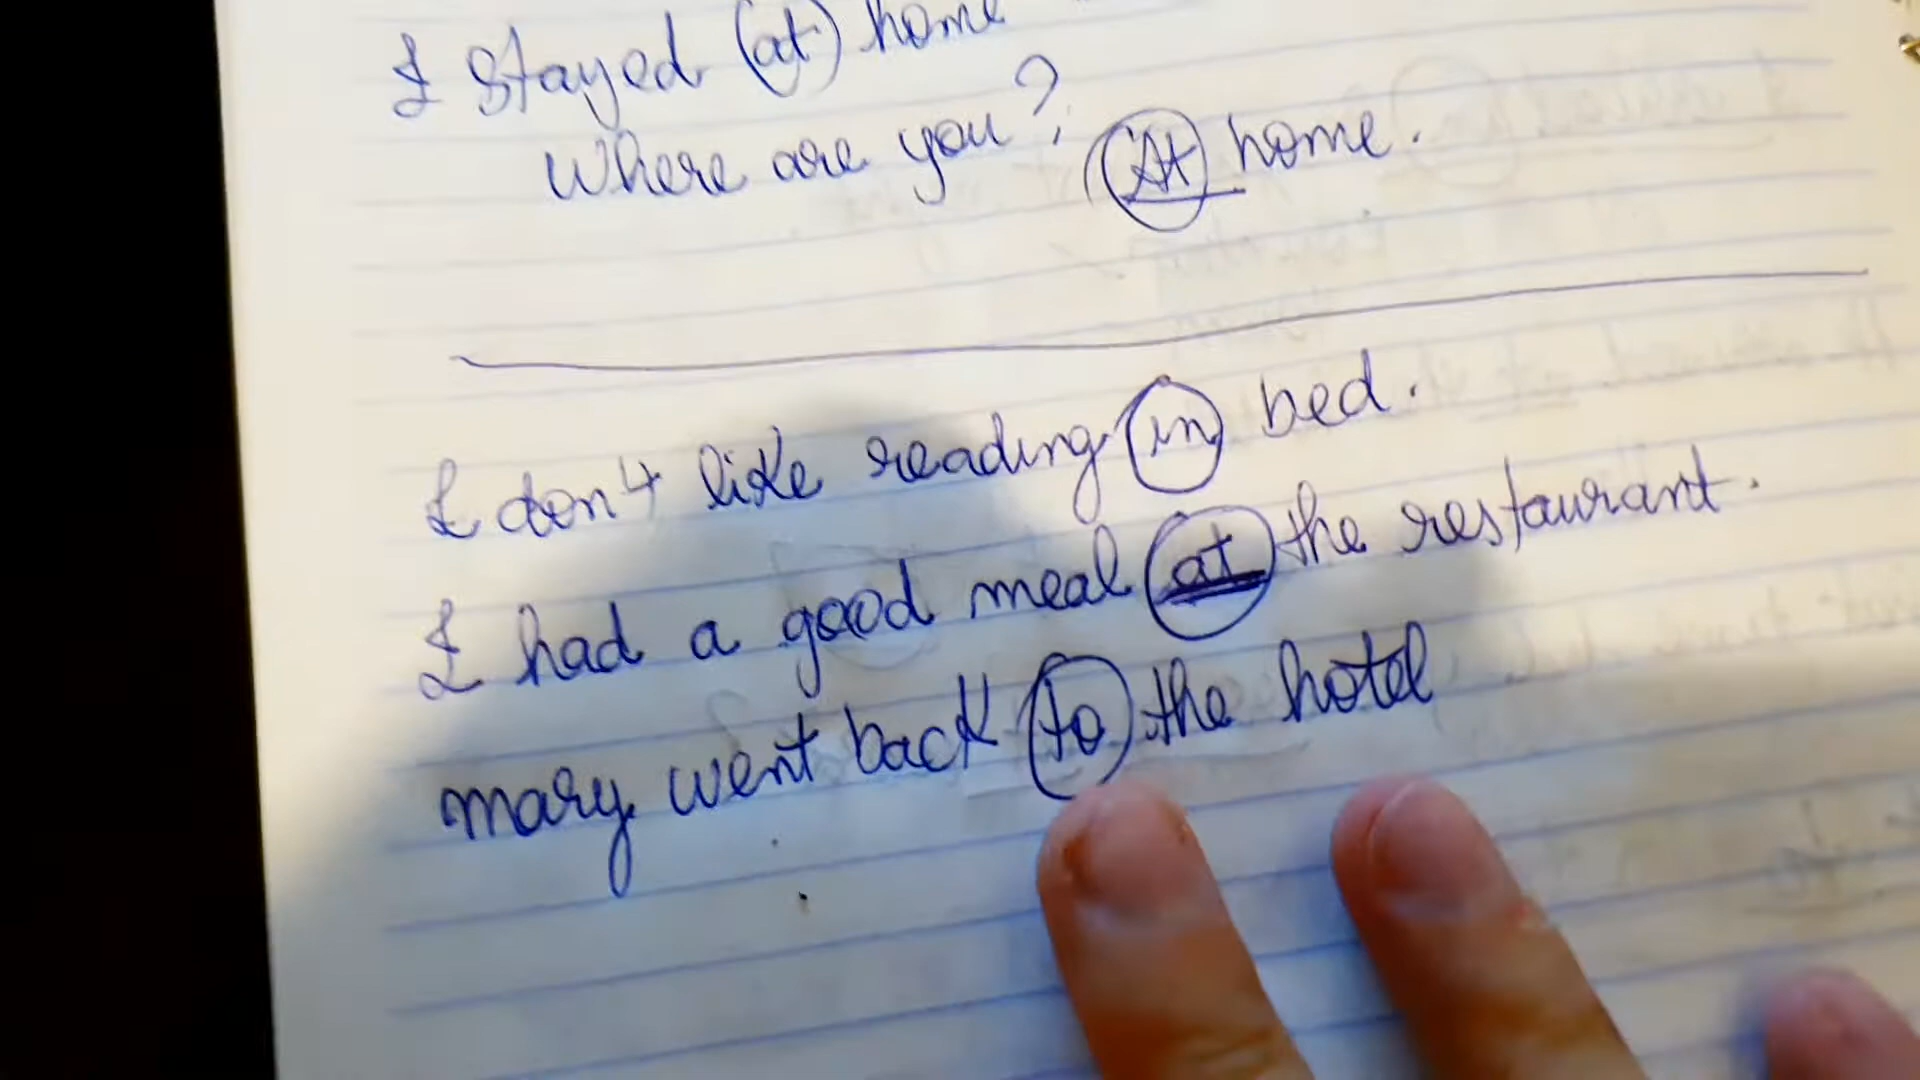 I stayed (at) home
Where are you? At home.
I don't like reading in bed.
I had a good meal at the restaurant.
mary went back to the hotel